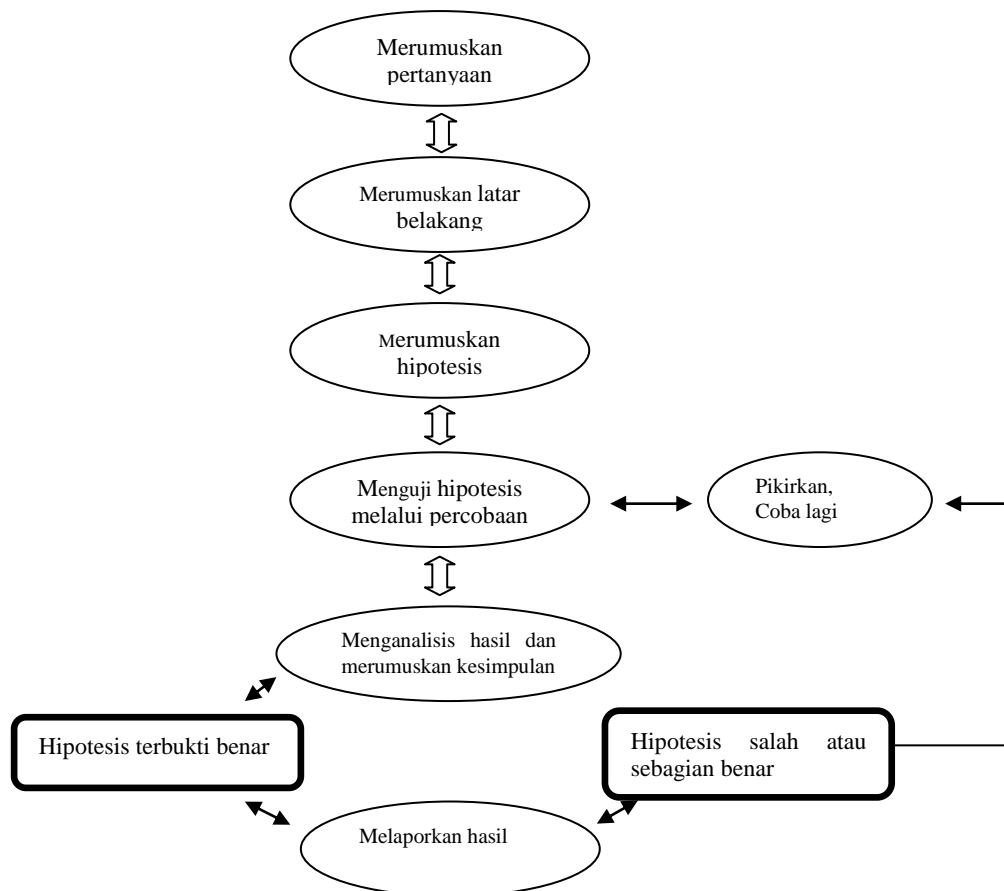 Merumuskan
pertanyaan
Merumuskan latar
belakang
Merumuskan
hipotesis
Menguji hipotesis
melalui percobaan
Pikirkan,
Coba lagi
Menganalisis hasil dan
merumuskan kesimpulan
Hipotesis terbukti benar
Hipotesis salah atau
sebagian benar
Melaporkan hasil